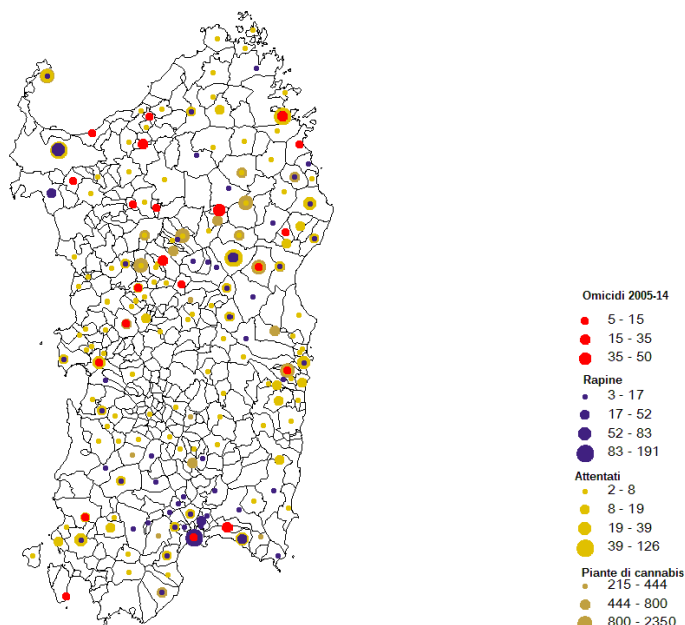 Omicidi 2005-14
5 - 15
15 - 35
35 - 50
Rapine
3 - 17
17 - 52
52 - 83
83 - 191
Attentati
2 - 8
8 - 19
19 - 39
39 - 126
Piante di cannabis
215 - 444
444 - 800
800 - 2350